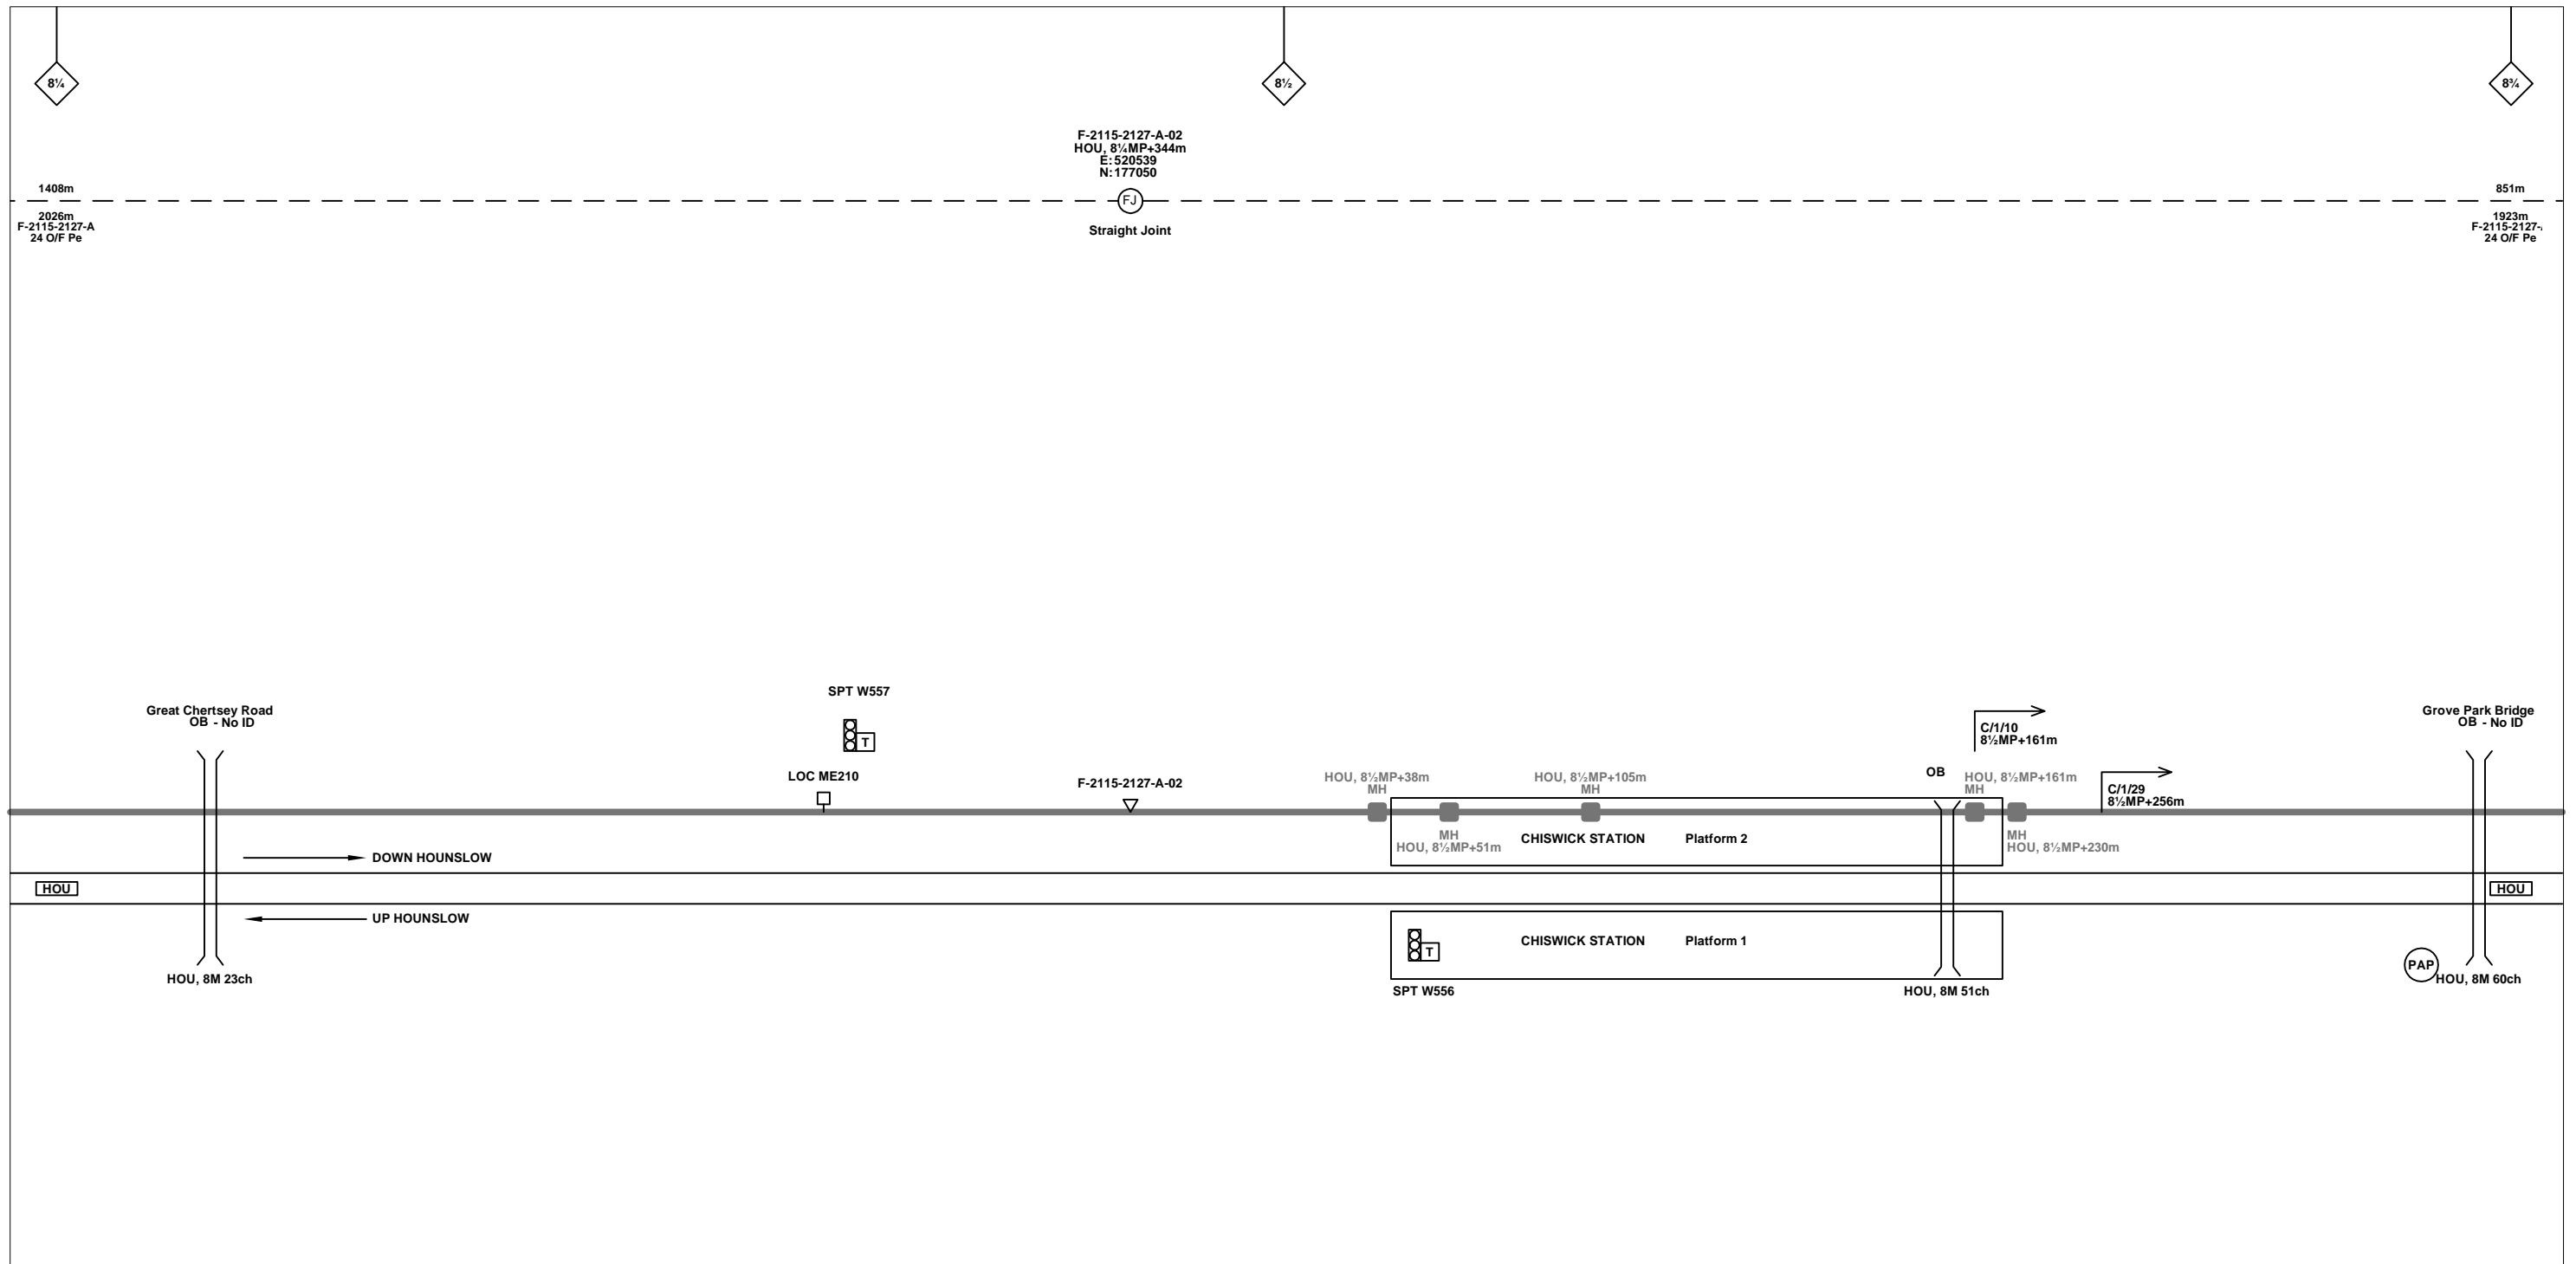 8¼
8½
8¾
F-2115-2127-A-02
HOU, 8¼MP+344m
E:520539
N:177050
1408m
851m
FJ
2026m
F-2115-2127-A
24 O/F Pe
1923m
F-2115-2127-
24 O/F Pe
Straight Joint
SPT W557
T
Great Chertsey Road
OB - No ID
Grove Park Bridge
OB - No ID
C/1/10
8½MP+161m
LOC ME210
F-2115-2127-A-02
HOU, 8½MP+38m
MH
HOU, 8½MP+105m
MH
OB
HOU, 8½MP+161m
MH
C/1/29
8½MP+256m
MH
HOU, 8½MP+51m
CHISWICK STATION Platform 2
MH
HOU, 8½MP+230m
DOWN HOUNSLOW
HOU
HOU
UP HOUNSLOW
CHISWICK STATION Platform 1
T
PAP
HOU, 8M 23ch
SPT W556
HOU, 8M 51ch
HOU, 8M 60ch